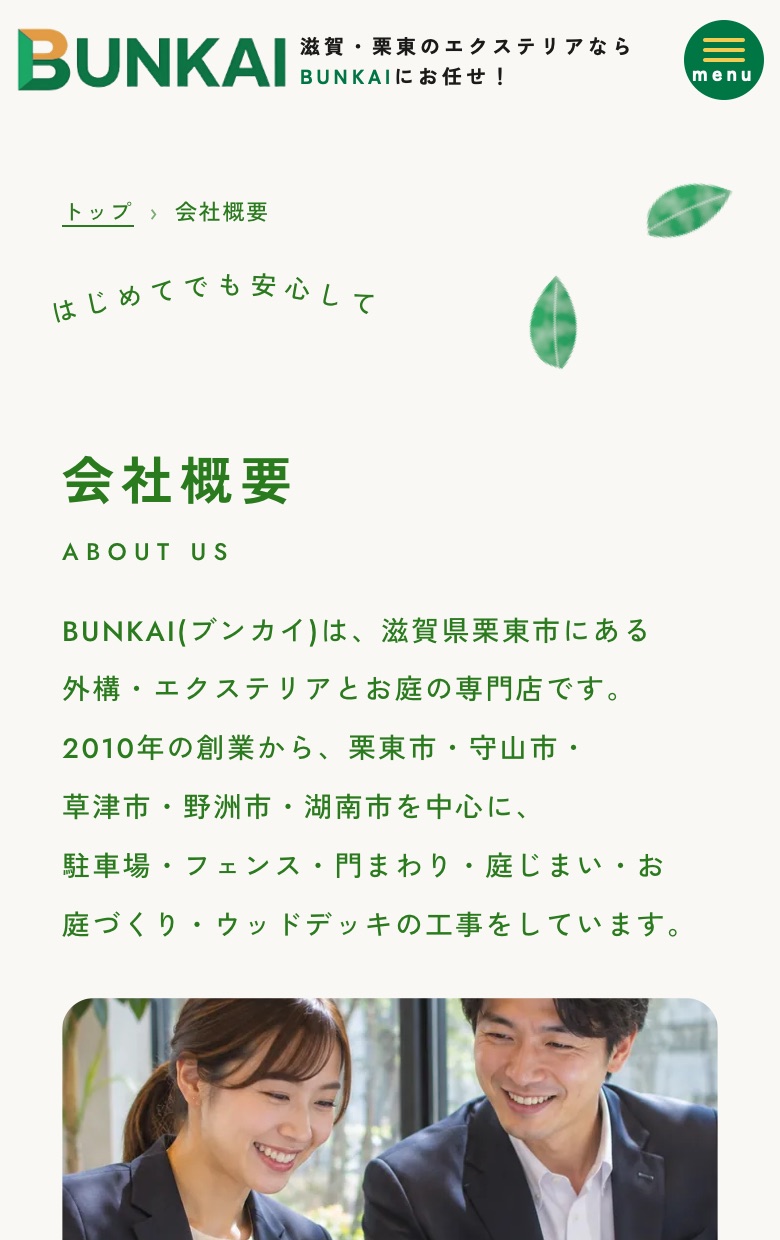 BUNKAI
滋賀・栗東のエクステリアなら
BUNKAIにお任せ！
menu
トップ › 会社概要
はじめてでも安心して
会社概要
ABOUT US
BUNKAI(ブンカイ)は、滋賀県栗東市にある
外構・エクステリアとお庭の専門店です。
2010年の創業から、栗東市・守山市・
草津市・野洲市・湖南市を中心に、
駐車場・フェンス・門まわり・庭じまい・お
庭づくり・ウッドデッキの工事をしています。